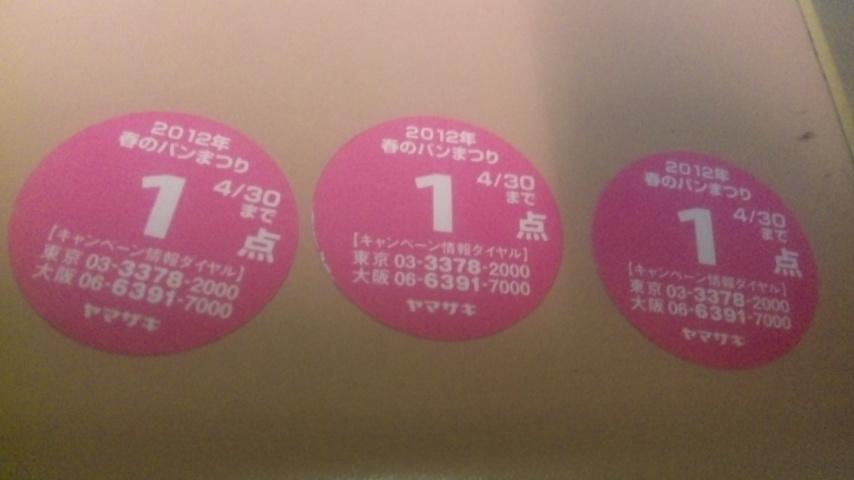 2012年
春のパンまつり
1点
4/30
まで
【キャンペーン情報ダイヤル】
東京 03-3378-2000
大阪 06-6391-7000
ヤマザキ
2012年
春のパンまつり
1点
4/30
まで
【キャンペーン情報ダイヤル】
東京 03-3378-2000
大阪 06-6391-7000
ヤマザキ
2012年
春のパンまつり
1点
4/30
まで
【キャンペーン情報ダイヤル】
東京 03-3378-2000
大阪 06-6391-7000
ヤマザキ